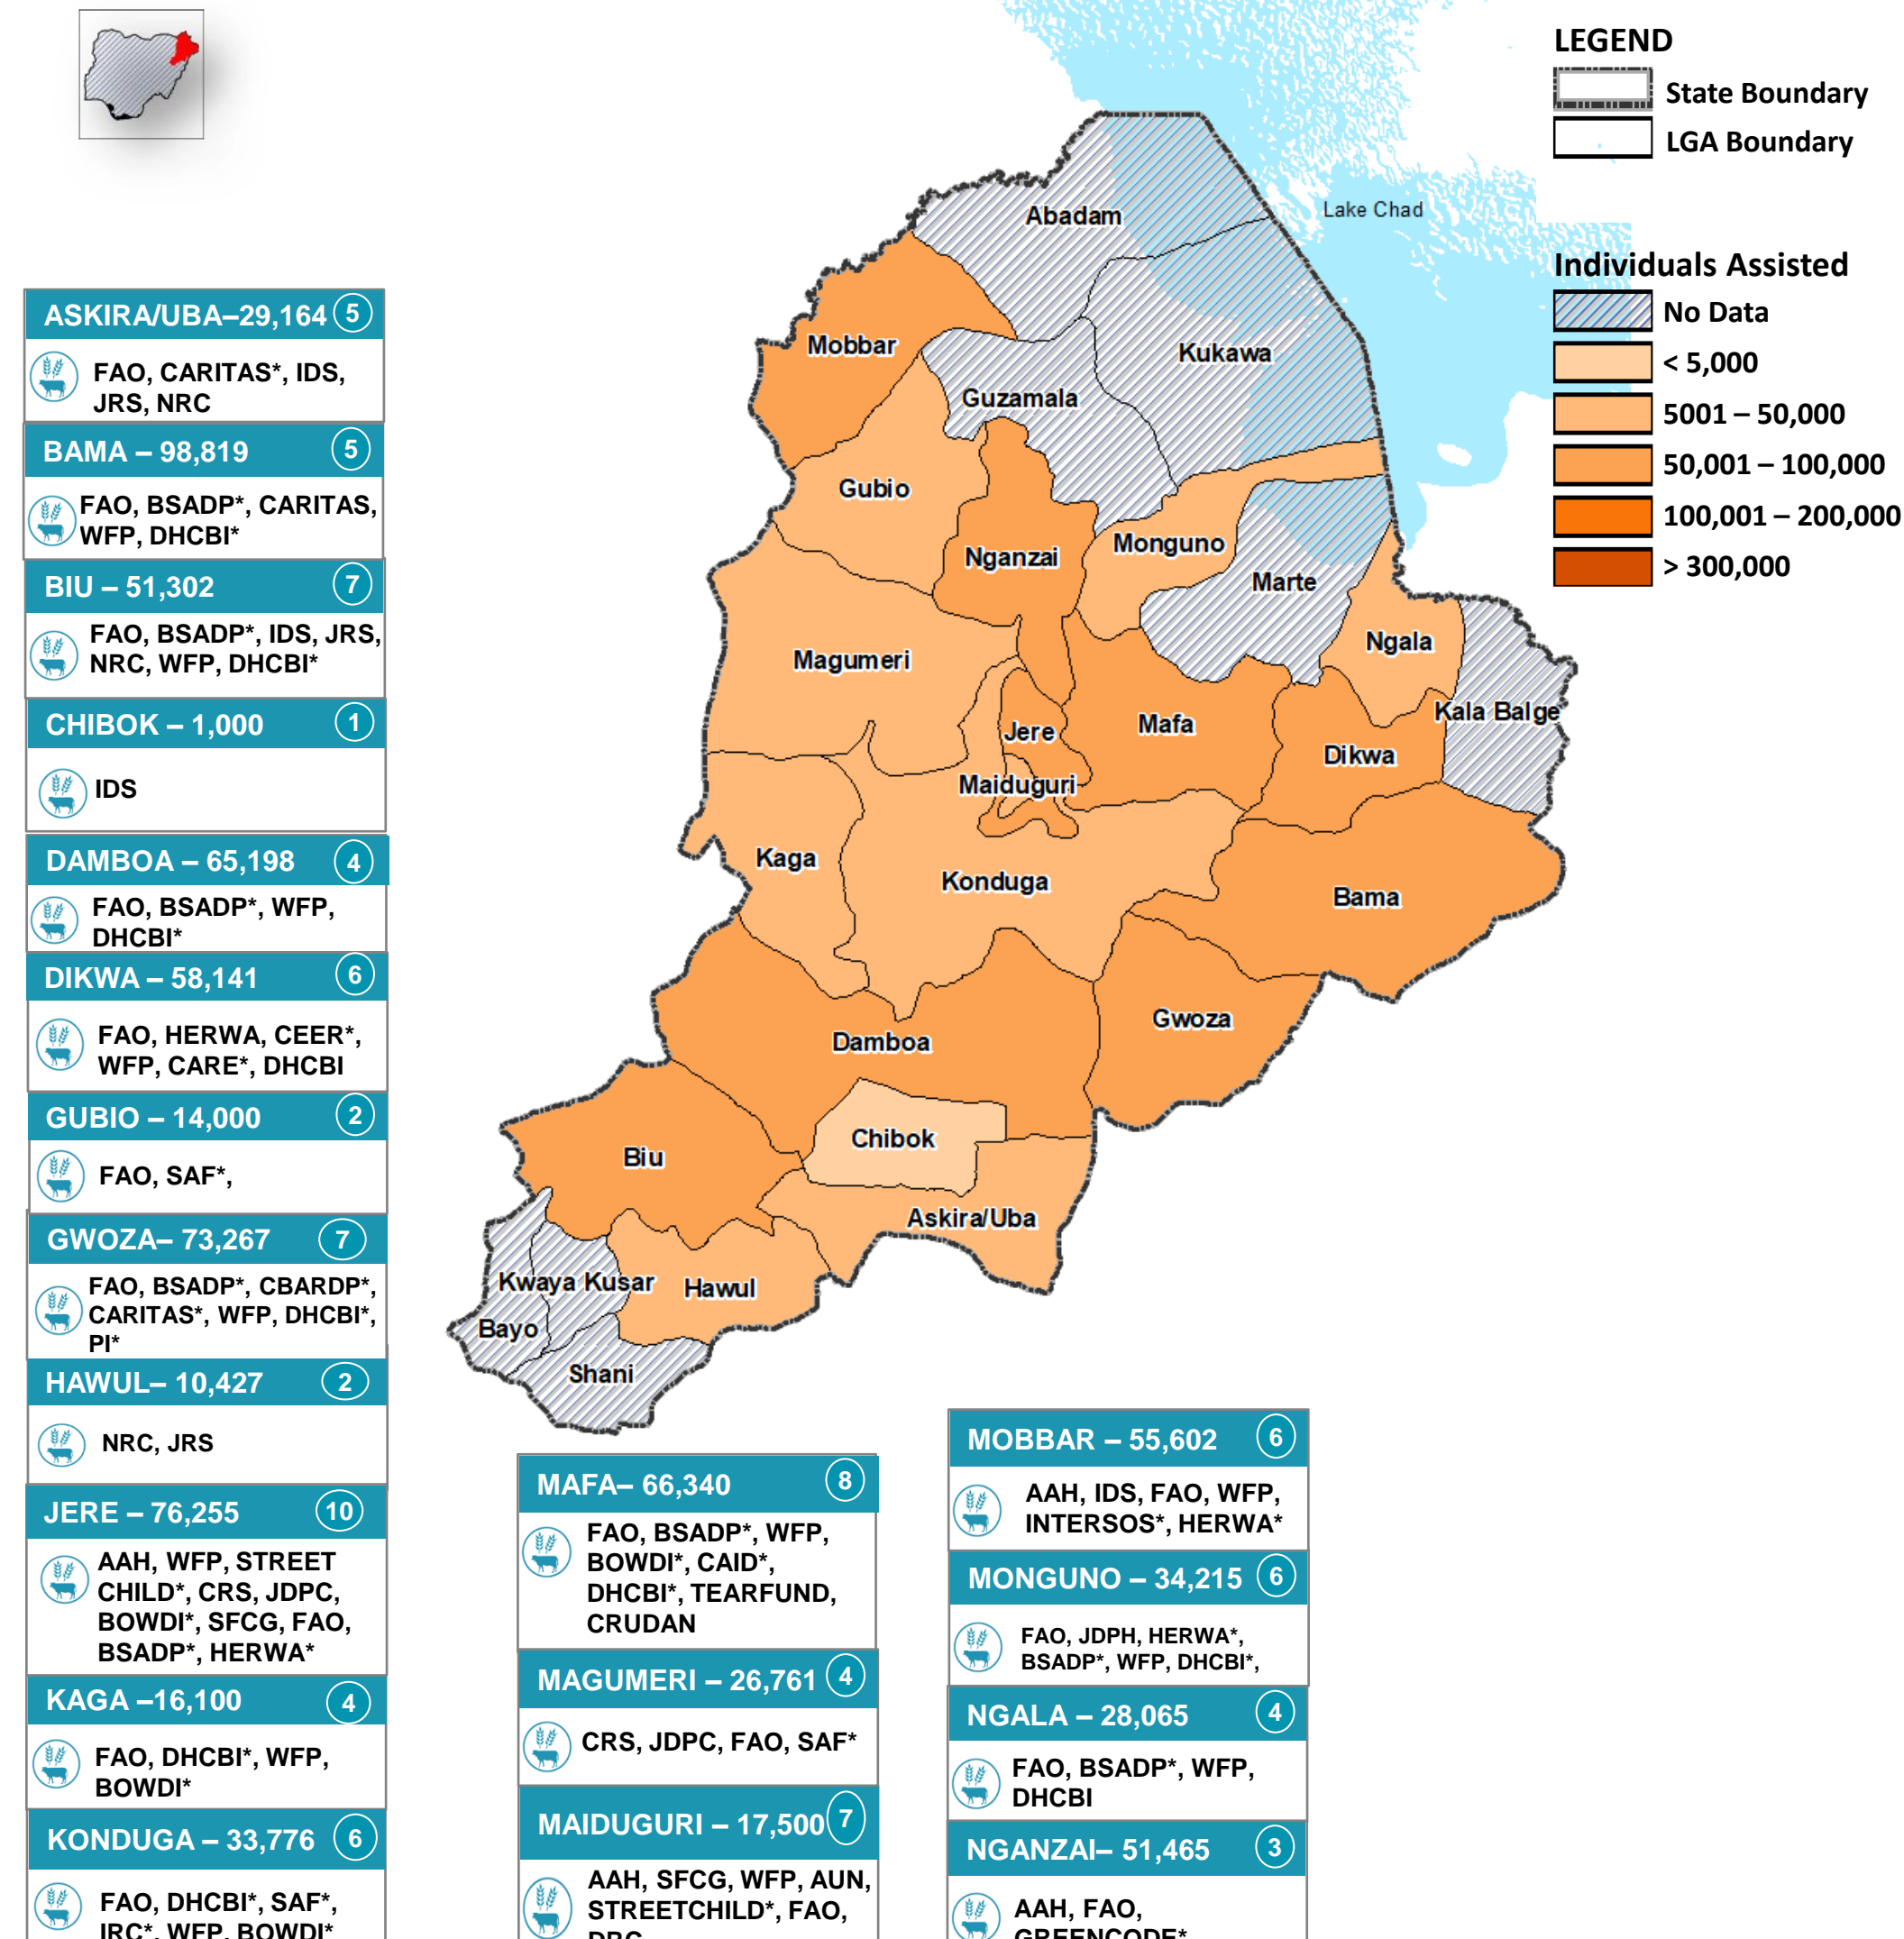 LEGEND
State Boundary
LGA Boundary
Lake Chad
Individuals Assisted
No Data
< 5,000
5001 – 50,000
50,001 – 100,000
100,001 – 200,000
> 300,000
Abadam
Mobbar
Kukawa
Guzamala
Gubio
Nganzai
Monguno
Marte
Ngala
Magumeri
Kala Balge
Jere
Mafa
Dikwa
Maiduguri
Kaga
Konduga
Bama
Gwoza
Damboa
Chibok
Biu
Askira/Uba
Kwaya Kusar
Hawul
Bayo
Shani
ASKIRA/UBA–29,164 5
FAO, CARITAS*, IDS,
JRS, NRC
BAMA – 98,819 5
FAO, BSADP*, CARITAS,
WFP, DHCBI*
BIU – 51,302 7
FAO, BSADP*, IDS, JRS,
NRC, WFP, DHCBI*
CHIBOK – 1,000 1
IDS
DAMBOA – 65,198 4
FAO, BSADP*, WFP,
DHCBI*
DIKWA – 58,141 6
FAO, HERWA, CEER*,
WFP, CARE*, DHCBI
GUBIO – 14,000 2
FAO, SAF*,
GWOZA– 73,267 7
FAO, BSADP*, CBARDP*,
CARITAS*, WFP, DHCBI*,
PI*
HAWUL– 10,427 2
NRC, JRS
JERE – 76,255 10
AAH, WFP, STREET
CHILD*, CRS, JDPC,
BOWDI*, SFCG, FAO,
BSADP*, HERWA*
KAGA –16,100 4
FAO, DHCBI*, WFP,
BOWDI*
KONDUGA – 33,776 6
FAO, DHCBI*, SAF*,
IRC*, WFP, BOWDI*
MAFA– 66,340 8
FAO, BSADP*, WFP,
BOWDI*, CAID*,
DHCBI*, TEARFUND,
CRUDAN
MAGUMERI – 26,761 4
CRS, JDPC, FAO, SAF*
MAIDUGURI – 17,500 7
AAH, SFCG, WFP, AUN,
STREETCHILD*, FAO,
MOBBAR – 55,602 6
AAH, IDS, FAO, WFP,
INTERSOS*, HERWA*
MONGUNO – 34,215 6
FAO, JDPH, HERWA*,
BSADP*, WFP, DHCBI*,
NGALA – 28,065 4
FAO, BSADP*, WFP,
DHCBI
NGANZAI– 51,465 3
AAH, FAO,
GREENCODE*